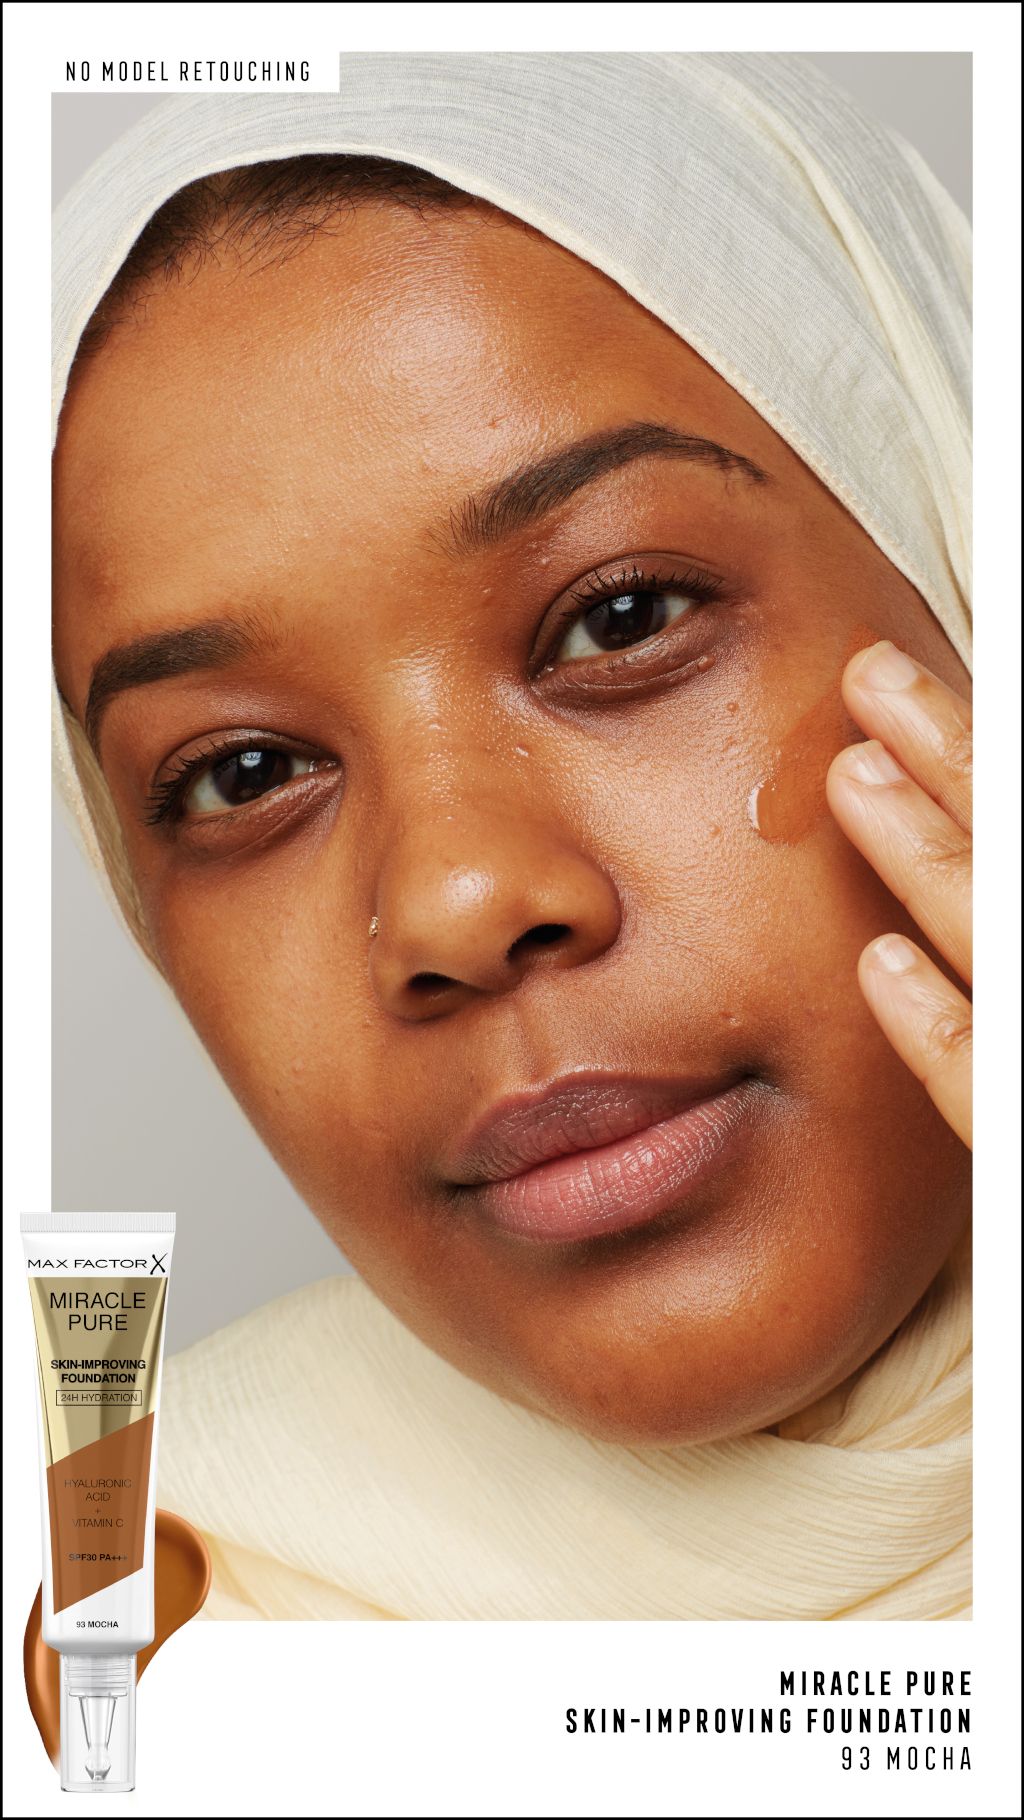 NO MODEL RETOUCHING
MAX FACTOR X
MIRACLE
PURE
SKIN-IMPROVING
FOUNDATION
24H HYDRATION
HYALURONIC
ACID
+
VITAMIN C
SPF30 PA+++
93 MOCHA
MIRACLE PURE
SKIN-IMPROVING FOUNDATION
93 MOCHA